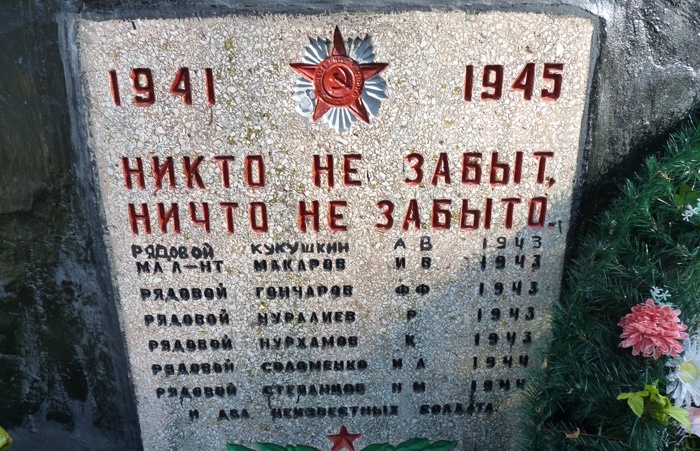 1941 1945
НИКТО НЕ ЗАБЫТ,
НИЧТО НЕ ЗАБЫТО.
РЯДОВОЙ КУКУШКИН А В 1943
МЛ Л-НТ МАКАРОВ И В 1943
РЯДОВОЙ ГОНЧАРОВ Ф Ф 1943
РЯДОВОЙ НУРАЛИЕВ Р 1943
РЯДОВОЙ НУРХАМОВ К 1943
РЯДОВОЙ СОЛОМЕНКО И Д 1944
РЯДОВОЙ СТЕПАНЦОВ Н И 1944
И ДВА НЕИЗВЕСТНЫХ СОЛДАТА